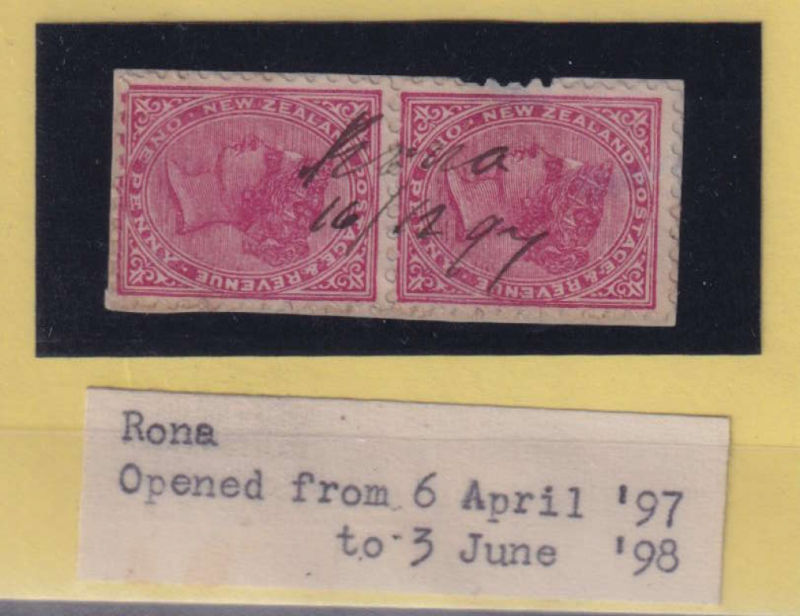 NEW·ZEALAND POSTAGE & REVENUE · ONE PENNY ·
NEW·ZEALAND POSTAGE & REVENUE · ONE PENNY ·
Rona
16/12 97
Rona
Opened from 6 April '97
to 3 June '98